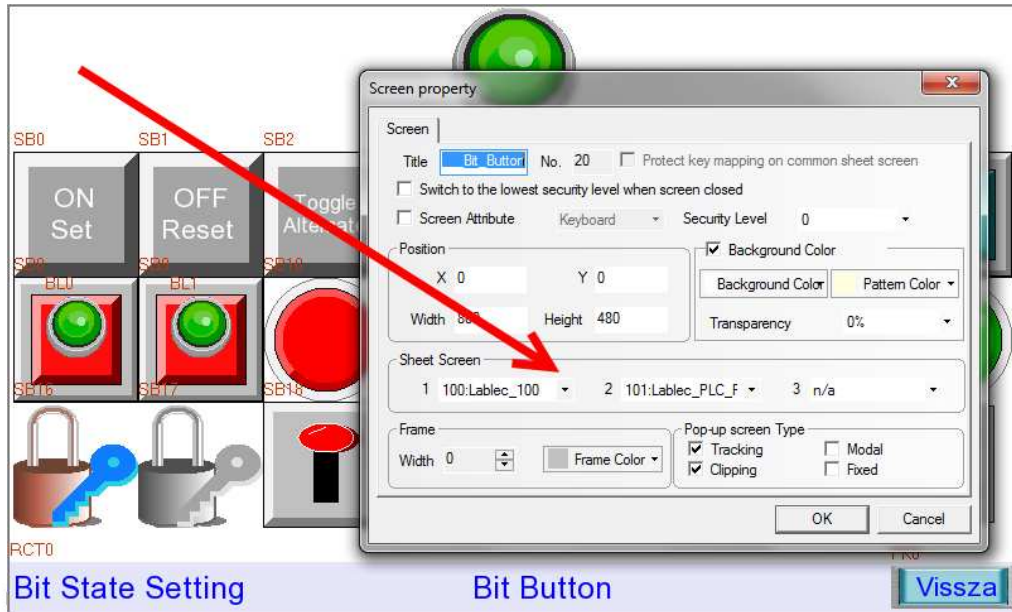 Screen property
Screen
Title Bit_Button No. 20 Protect key mapping on common sheet screen
Switch to the lowest security level when screen closed
Screen Attribute Keyboard Security Level 0
Position
Background Color
X 0 Y 0
Background Color Pattern Color
Width Height 480
Transparency 0%
Sheet Screen
1 100:Lablec_100 2 101:Lablec_PLC_F 3 n/a
Frame
Pop-up screen Type
Width 0 Frame Color
Tracking Modal
Clipping Fixed
OK Cancel
SB0 SB1 SB2
ON Set
OFF Reset
Toggle
SB10
BL0 BL1
SB16 SB17 SB18
RCT0
Bit State Setting Bit Button Vissza